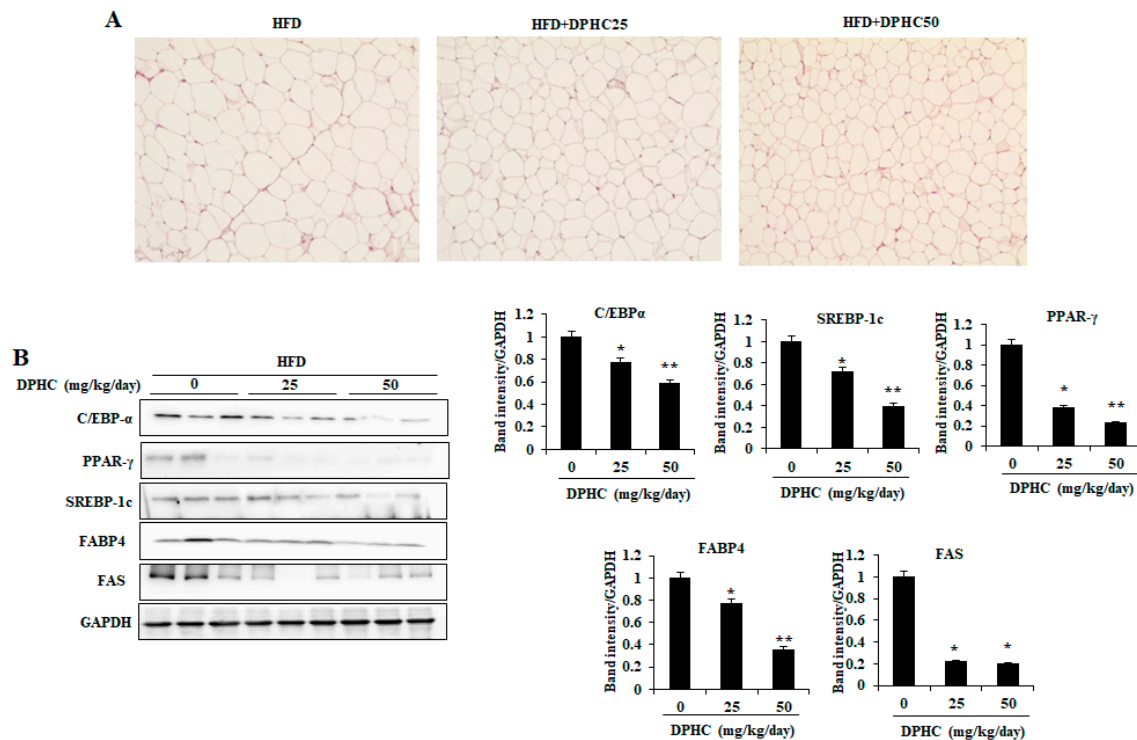 A
HFD
HFD+DPHC25
HFD+DPHC50
B
HFD
DPHC (mg/kg/day)
0
25
50
C/EBP-α
PPAR-γ
SREBP-1c
FABP4
FAS
GAPDH
C/EBPα
Band intensity/GAPDH
1.2
1
0.8
0.6
0.4
0.2
0
*
**
0 25 50
DPHC (mg/kg/day)
SREBP-1c
Band intensity/GAPDH
1.2
1
0.8
0.6
0.4
0.2
0
*
**
0 25 50
DPHC (mg/kg/day)
PPAR-γ
Band intensity/GAPDH
1.2
1
0.8
0.6
0.4
0.2
0
*
**
0 25 50
DPHC (mg/kg/day)
FABP4
Band intensity/GAPDH
1.2
1
0.8
0.6
0.4
0.2
0
*
**
0 25 50
DPHC (mg/kg/day)
FAS
Band intensity/GAPDH
1.2
1
0.8
0.6
0.4
0.2
0
*
*
0 25 50
DPHC (mg/kg/day)